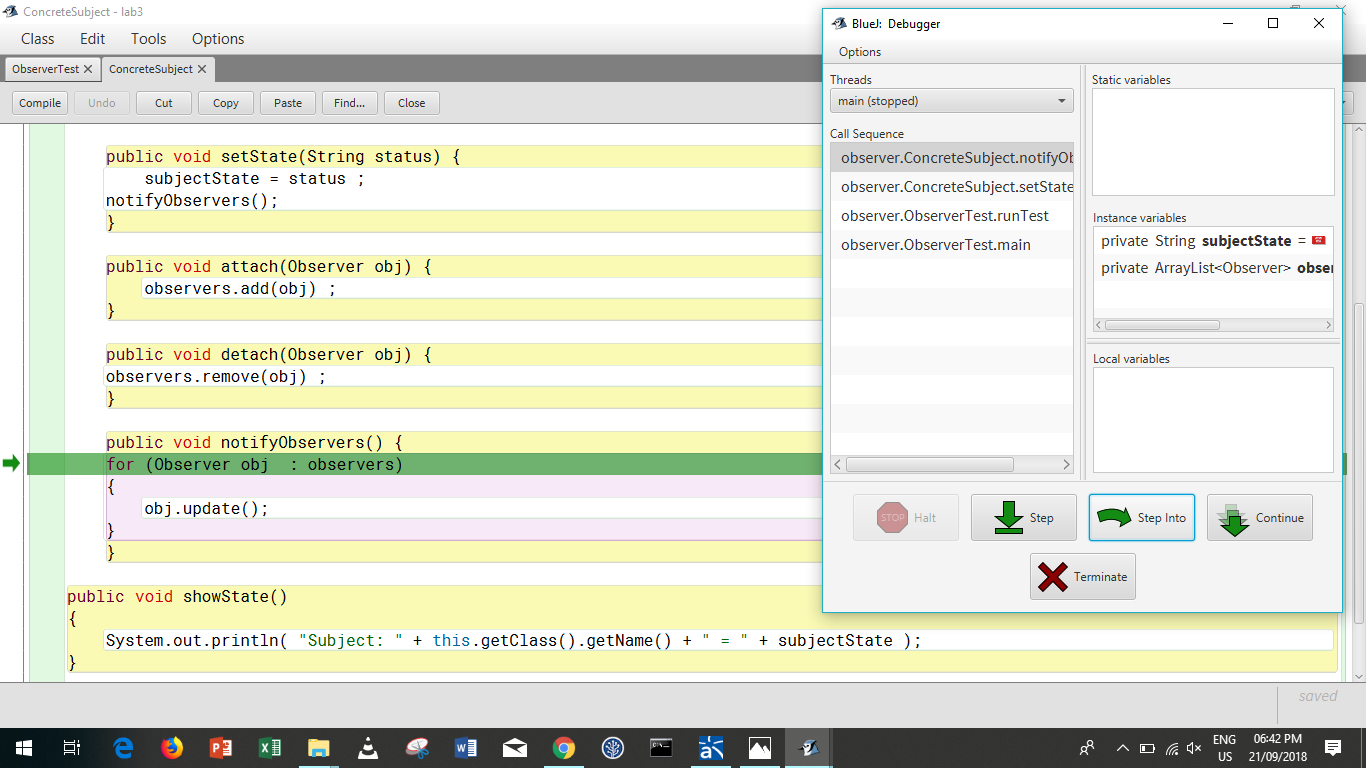 ConcreteSubject - lab3
Class Edit Tools Options
ObserverTest ✕ ConcreteSubject ✕
Compile Undo Cut Copy Paste Find... Close
public void setState(String status) {
subjectState = status ;
notifyObservers();
}
public void attach(Observer obj) {
observers.add(obj) ;
}
public void detach(Observer obj) {
observers.remove(obj) ;
}
public void notifyObservers() {
for (Observer obj  : observers)
{
obj.update();
}
}
public void showState()
{
System.out.println( "Subject: " + this.getClass().getName() + " = " + subjectState );
}
saved
BlueJ: Debugger
Options
Threads
main (stopped)
Call Sequence
observer.ConcreteSubject.notifyOb
observer.ConcreteSubject.setState
observer.ObserverTest.runTest
observer.ObserverTest.main
Static variables
Instance variables
private String subjectState =
private ArrayList<Observer> obser
Local variables
STOP Halt
Step
Step Into
Continue
Terminate
ENG
US
06:42 PM
21/09/2018